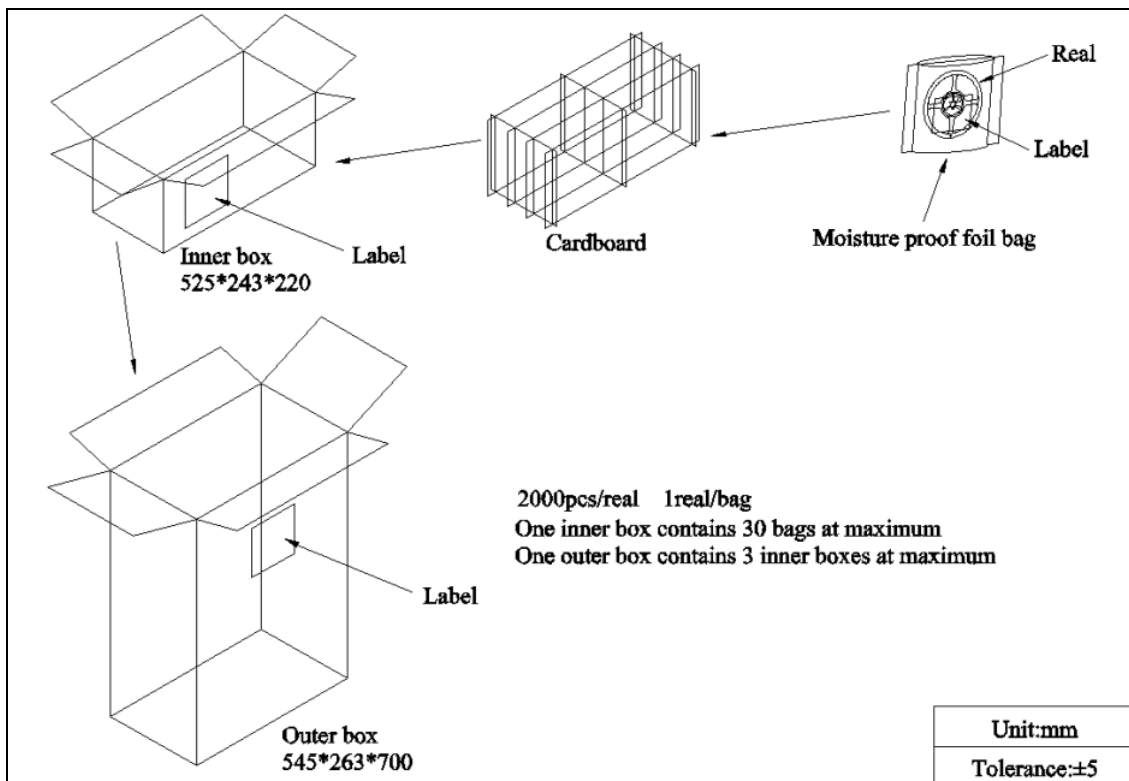 Real
Label
Moisture proof foil bag
Cardboard
Label
Inner box
525*243*220
2000pcs/real 1real/bag
One inner box contains 30 bags at maximum
One outer box contains 3 inner boxes at maximum
Label
Outer box
545*263*700
Unit:mm
Tolerance:±5